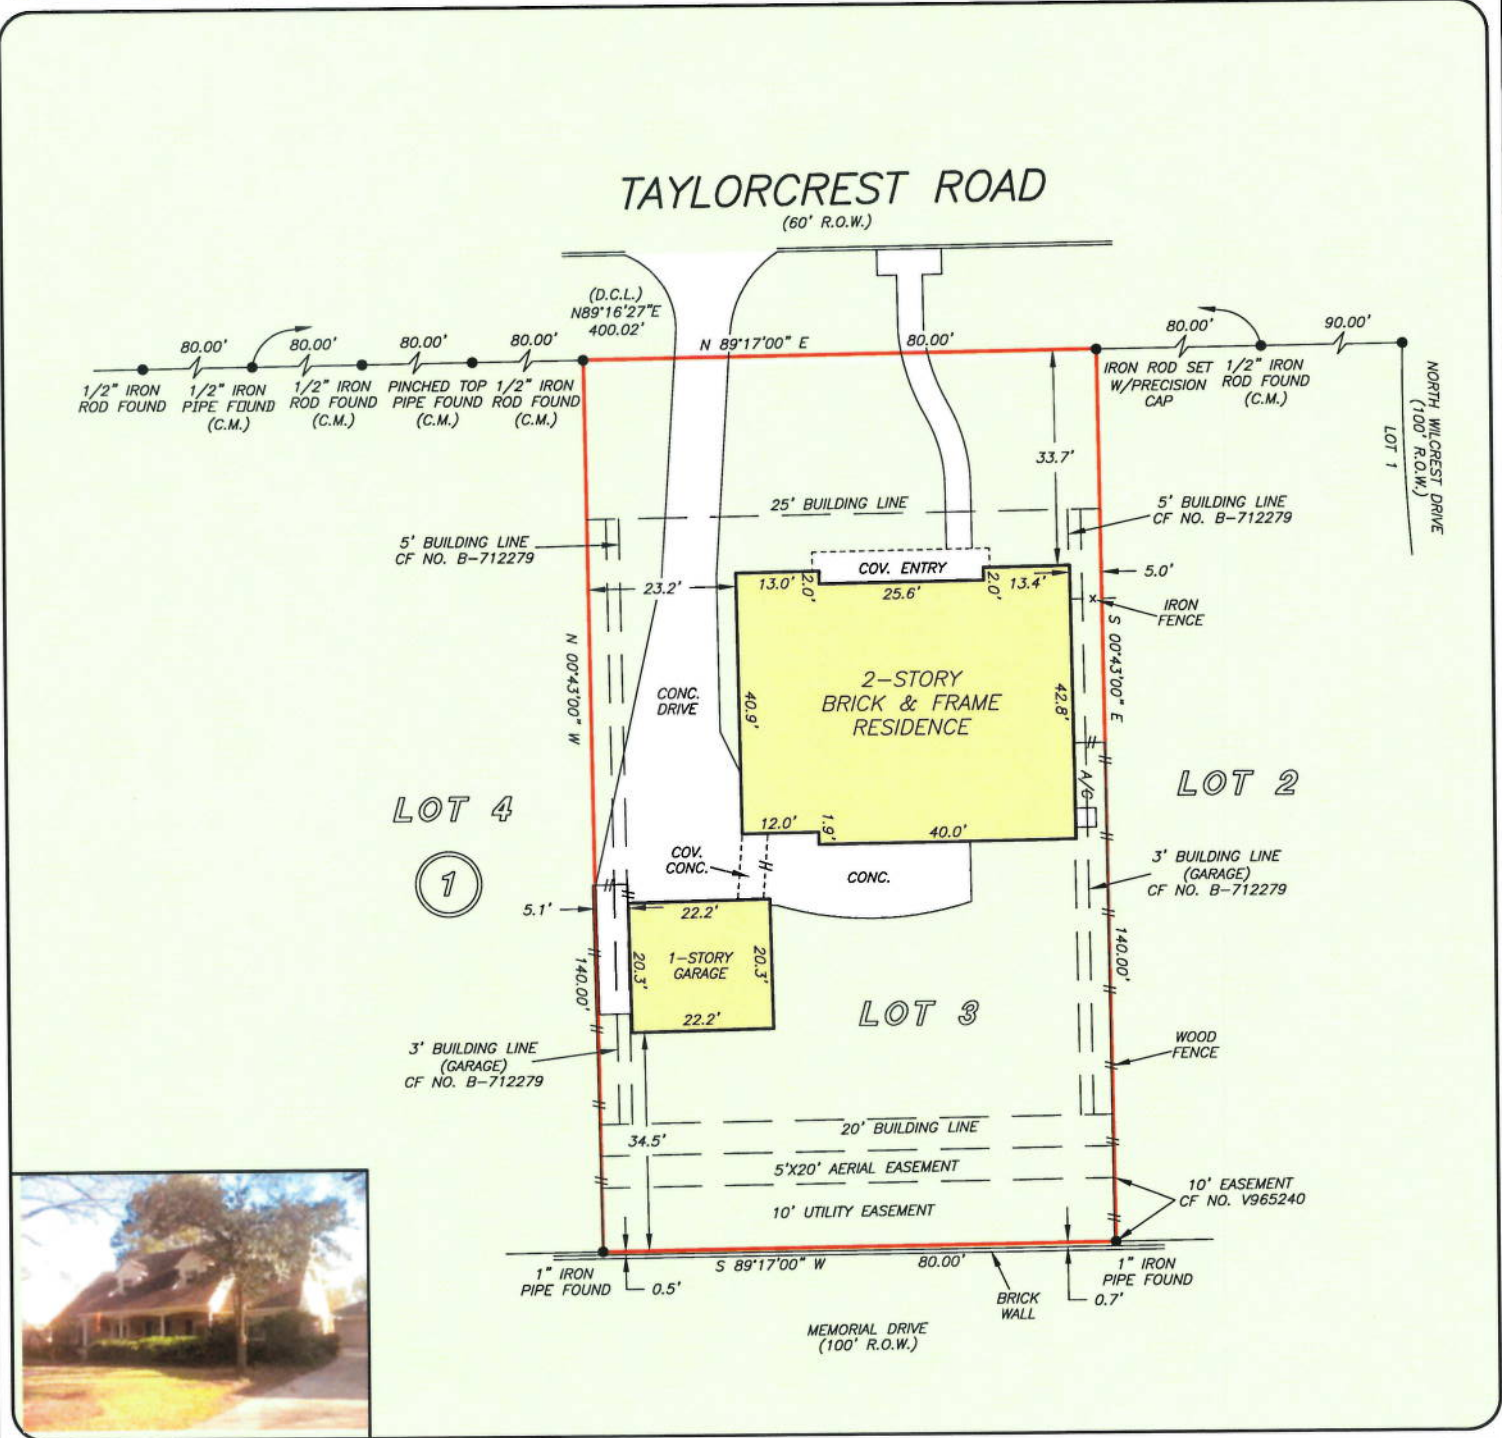 TAYLORCREST ROAD
(60' R.O.W.)
(D.C.L.)
N89°16'27"E
400.02'
80.00'
80.00'
80.00'
80.00'
N 89°17'00" E
80.00'
80.00'
90.00'
1/2" IRON
ROD FOUND
1/2" IRON
PIPE FOUND
(C.M.)
1/2" IRON
ROD FOUND
(C.M.)
PINCHED TOP
PIPE FOUND
(C.M.)
1/2" IRON
ROD FOUND
(C.M.)
IRON ROD SET
W/PRECISION
CAP
1/2" IRON
ROD FOUND
(C.M.)
NORTH WILCREST DRIVE
(100' R.O.W.)
LOT 1
33.7'
25' BUILDING LINE
5' BUILDING LINE
CF NO. B-712279
5' BUILDING LINE
CF NO. B-712279
COV. ENTRY
23.2'
13.0'
2.0'
25.6'
2.0'
13.4'
5.0'
IRON
FENCE
N 00°43'00" W
S 00°43'00" E
CONC.
DRIVE
40.9'
2-STORY
BRICK & FRAME
RESIDENCE
42.8'
A/C
LOT 4
LOT 2
1
12.0'
1.9'
40.0'
COV.
CONC.
CONC.
3' BUILDING LINE
(GARAGE)
CF NO. B-712279
5.1'
22.2'
140.00'
20.3'
1-STORY
GARAGE
20.3'
22.2'
140.00'
LOT 3
3' BUILDING LINE
(GARAGE)
CF NO. B-712279
WOOD
FENCE
34.5'
20' BUILDING LINE
5'X20' AERIAL EASEMENT
10' UTILITY EASEMENT
10' EASEMENT
CF NO. V965240
1" IRON
PIPE FOUND
0.5'
S 89°17'00" W
80.00'
BRICK
WALL
0.7'
1" IRON
PIPE FOUND
MEMORIAL DRIVE
(100' R.O.W.)